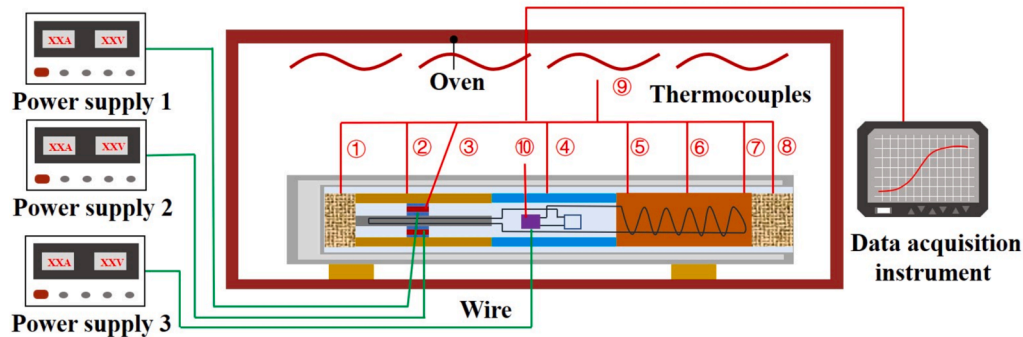 XXA XXV
Power supply 1
XXA XXV
Power supply 2
XXA XXV
Power supply 3
Oven
⑨
Thermocouples
① ② ③ ⑩ ④ ⑤ ⑥ ⑦ ⑧
Wire
Data acquisition
instrument